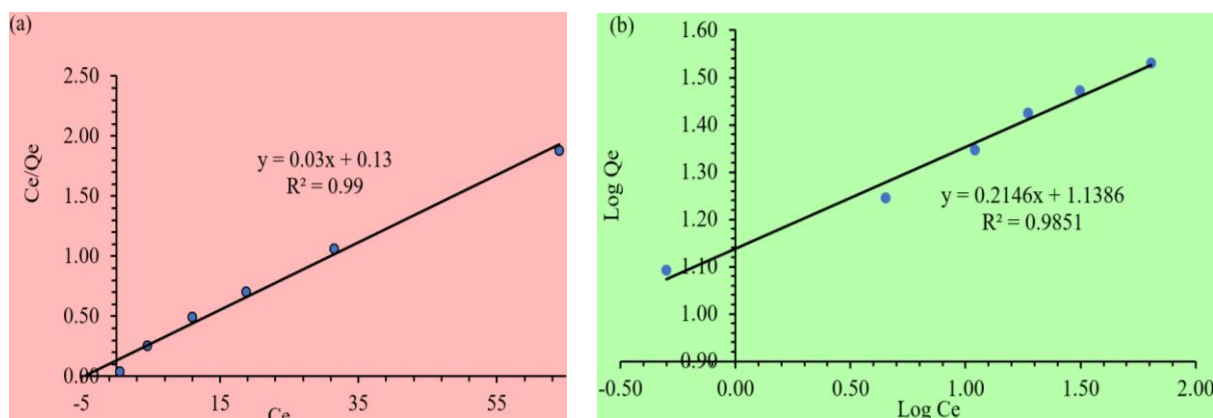 (a)
2.50
2.00
1.50
1.00
0.50
0.00
-5
15
35
55
Ce/Qe
Ce
y = 0.03x + 0.13
R² = 0.99
(b)
1.60
1.50
1.40
1.30
1.20
1.10
1.00
0.90
-0.50
0.00
0.50
1.00
1.50
2.00
Log Qe
Log Ce
y = 0.2146x + 1.1386
R² = 0.9851